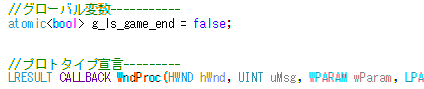 //グローバル変数-----------
atomic<bool> g_ls_game_end = false;
//プロトタイプ宣言---------
LRESULT CALLBACK WndProc(HWND hWnd, UINT uMsg, WPARAM wParam, LPA